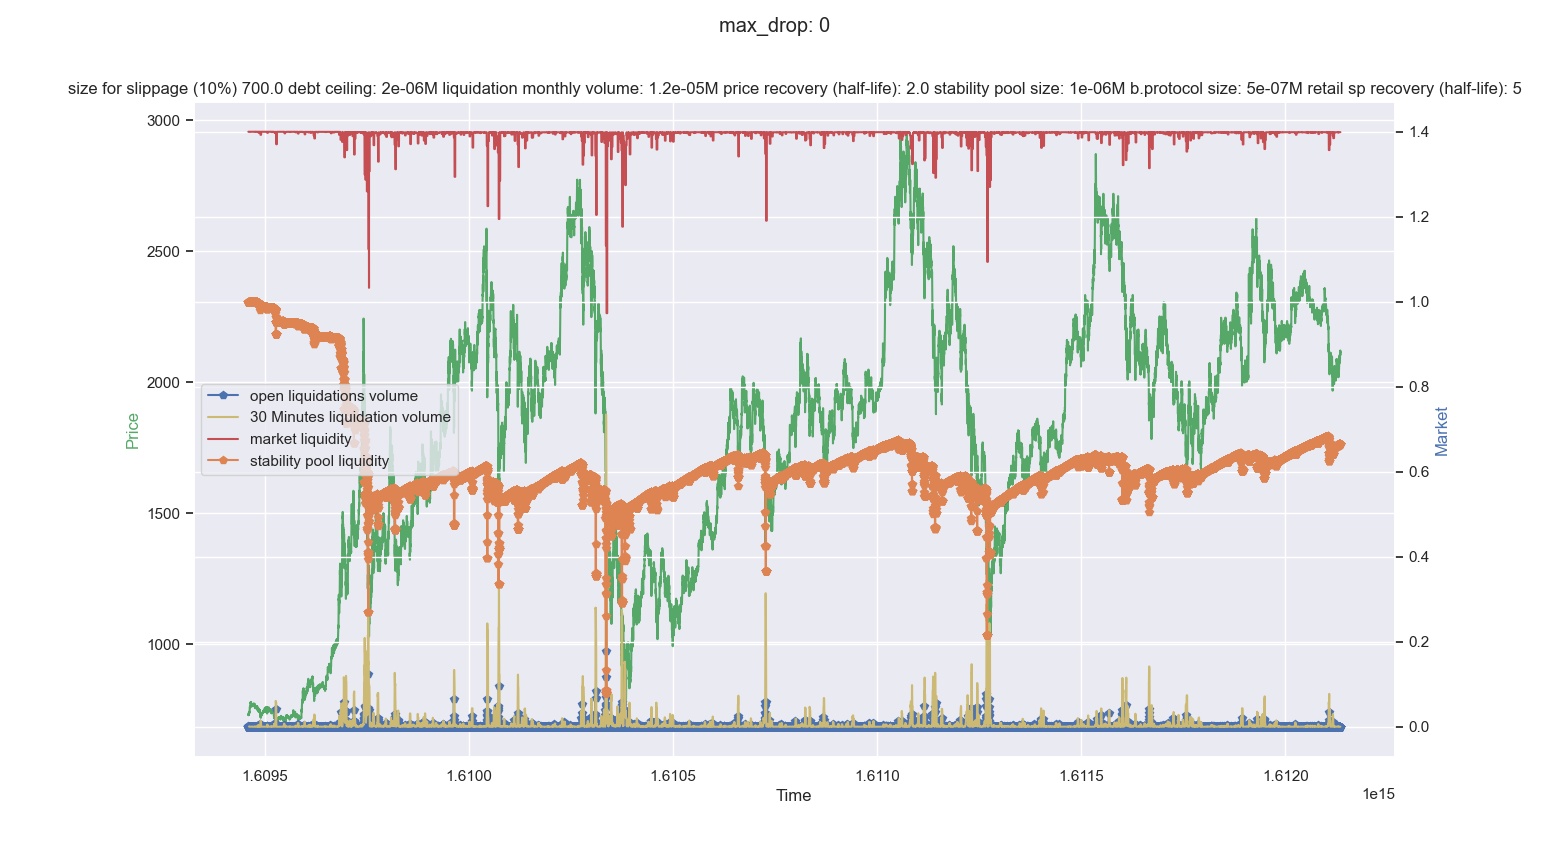 max_drop: 0
size for slippage (10%) 700.0 debt ceiling: 2e-06M liquidation monthly volume: 1.2e-05M price recovery (half-life): 2.0 stability pool size: 1e-06M b.protocol size: 5e-07M retail sp recovery (half-life): 5
3000
2500
2000
1500
1000
Price
open liquidations volume
30 Minutes liquidation volume
market liquidity
stability pool liquidity
1.4
1.2
1.0
0.8
0.6
0.4
0.2
0.0
Market
1.6095 1.6100 1.6105 1.6110 1.6115 1.6120
Time
1e15